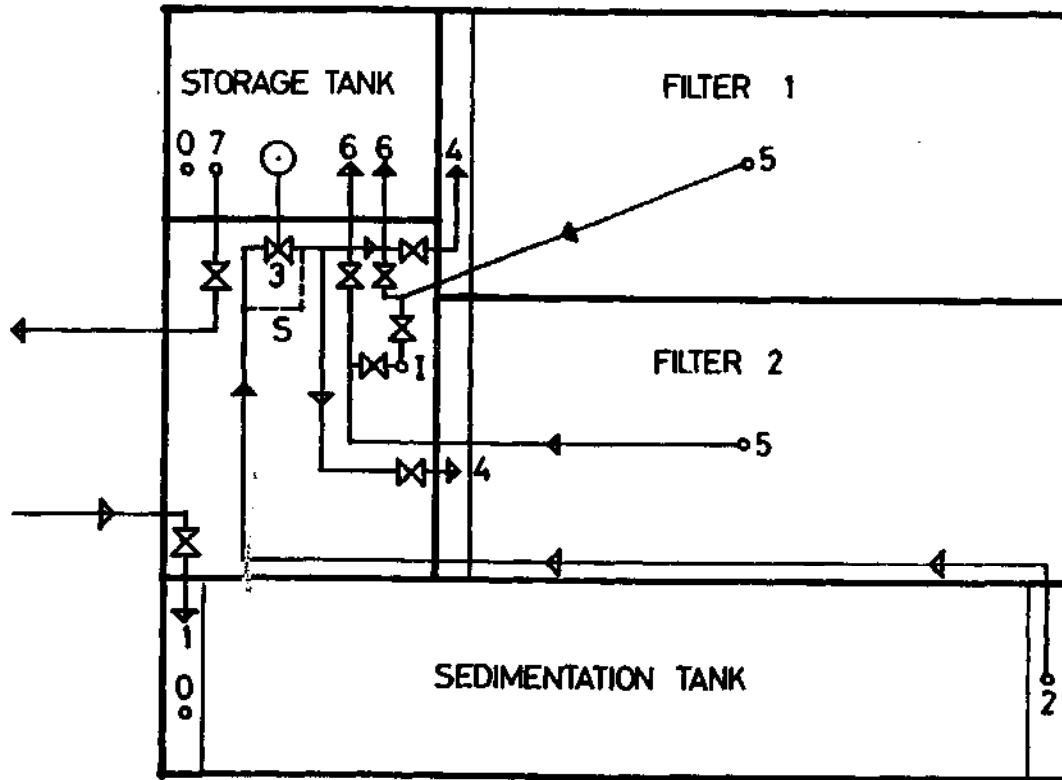 STORAGE TANK
FILTER 1
0 7 6 6 4
5
3
S
I
FILTER 2
5
4
1
SEDIMENTATION TANK
0
2